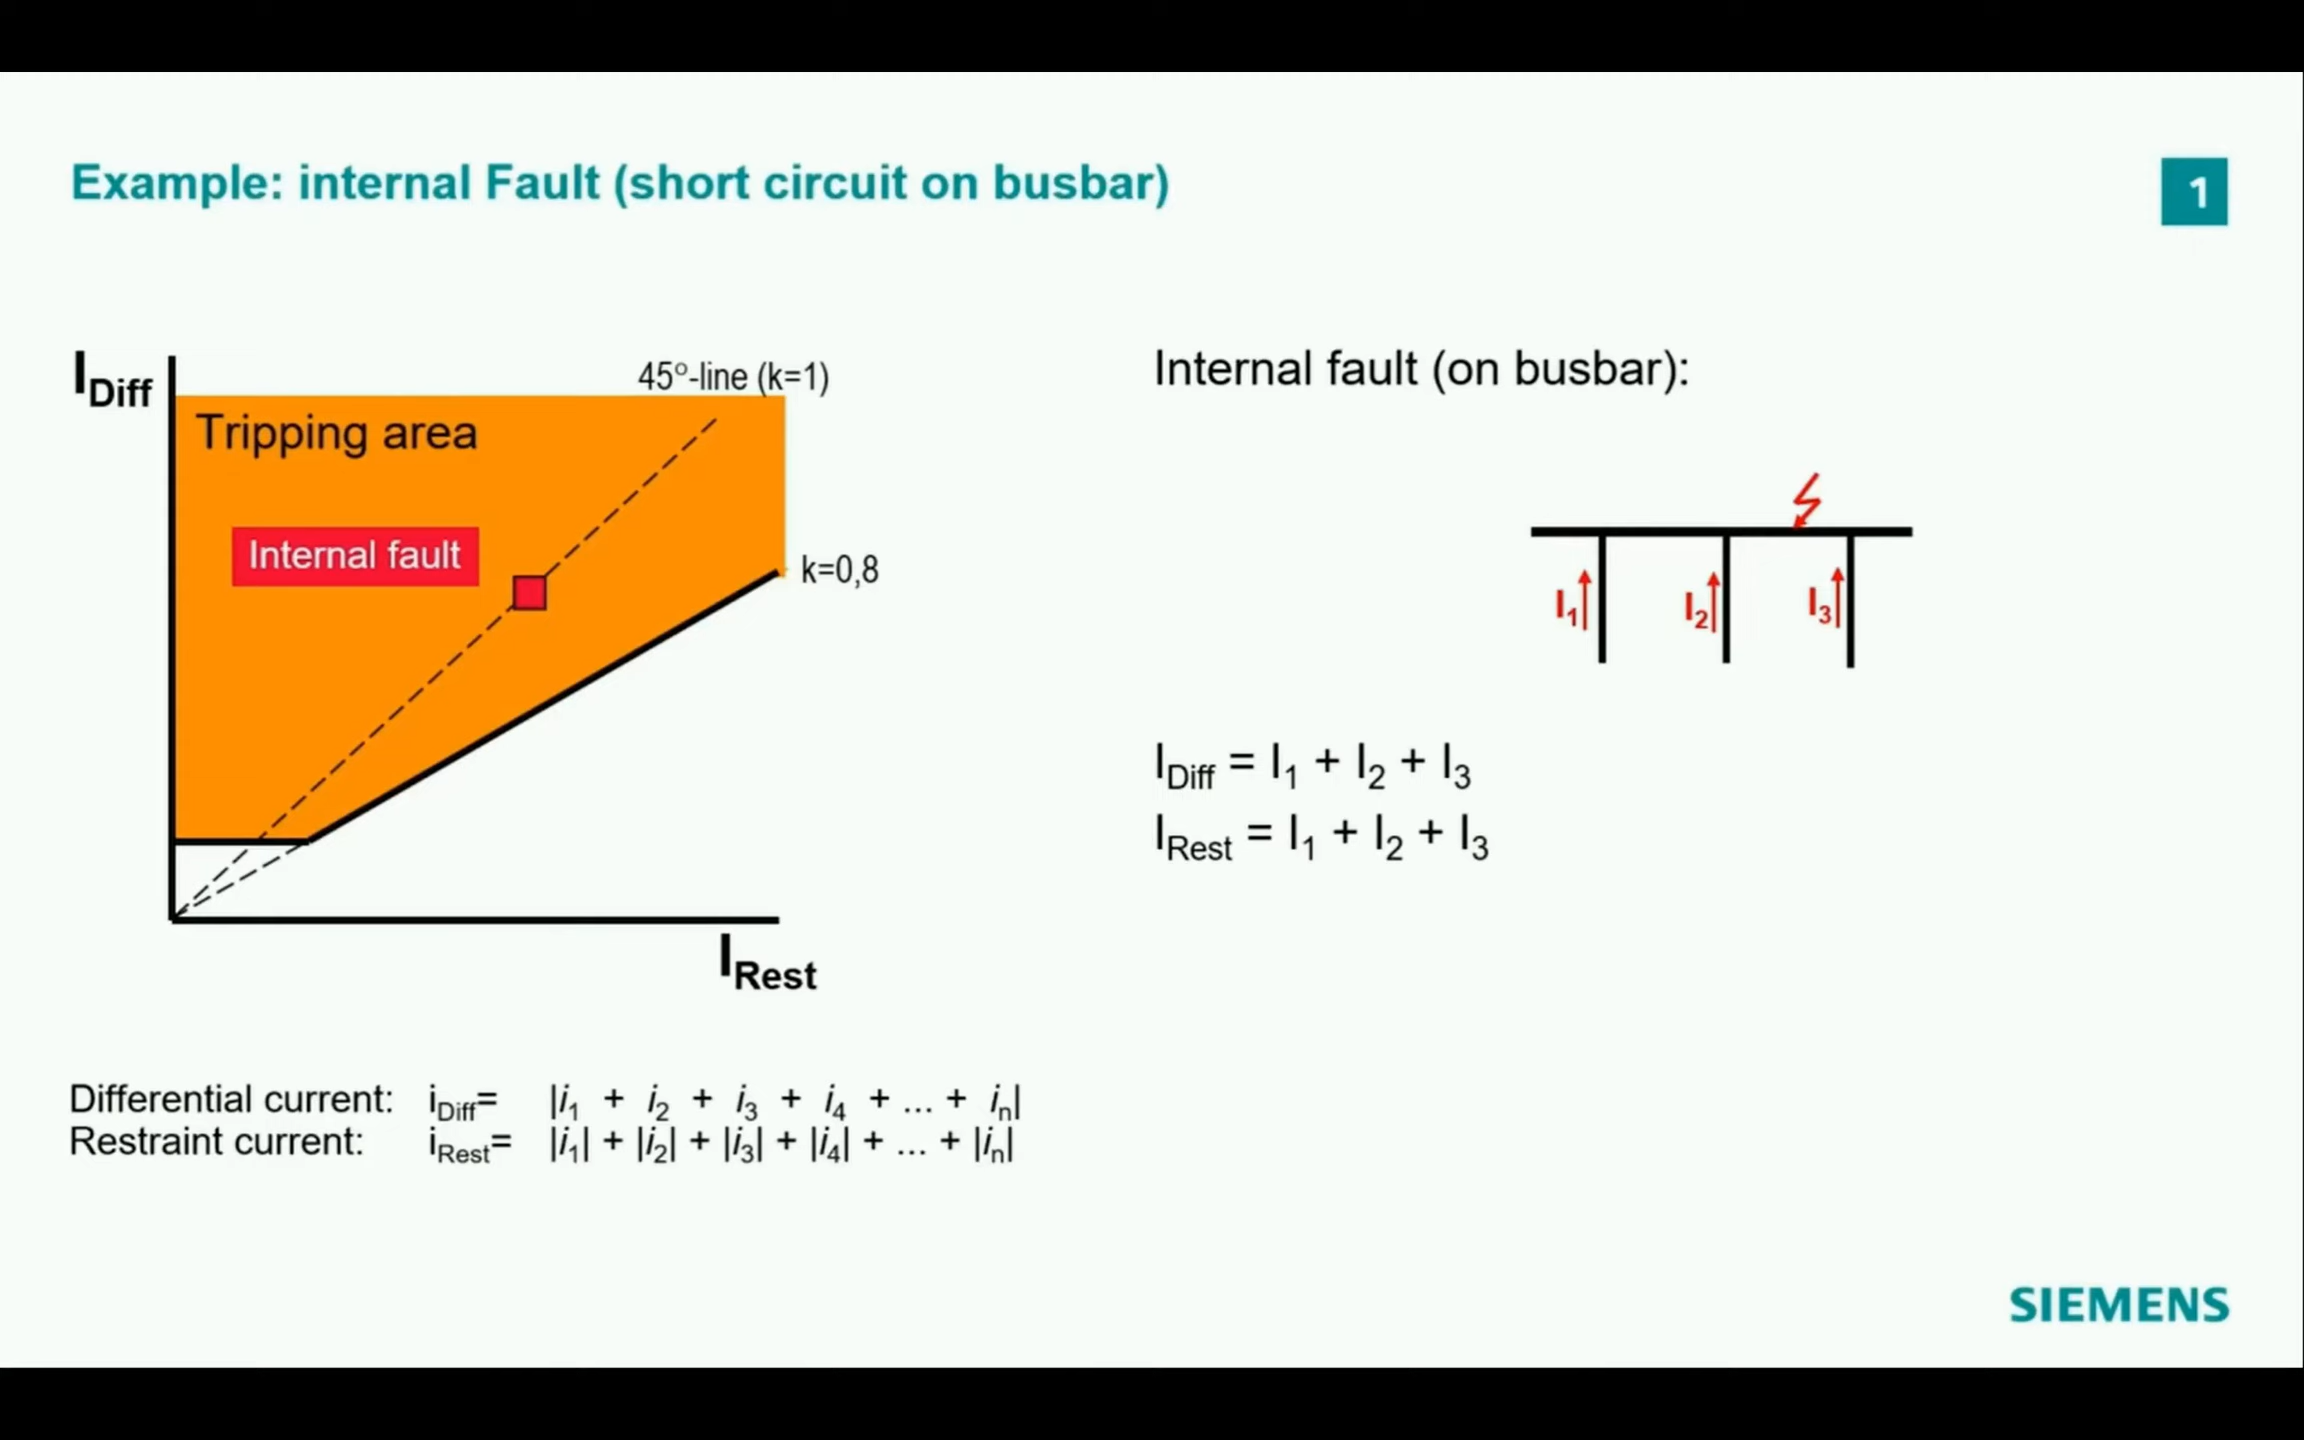 Example: internal Fault (short circuit on busbar)
1
I_Diff
45°-line (k=1)
Tripping area
Internal fault
k=0,8
I_Rest
Internal fault (on busbar):
I₁
I₂
I₃
I_Diff = I₁ + I₂ + I₃
I_Rest = I₁ + I₂ + I₃
Differential current: i_Diff= |i₁ + i₂ + i₃ + i₄ + ... + iₙ|
Restraint current: i_Rest= |i₁| + |i₂| + |i₃| + |i₄| + ... + |iₙ|
SIEMENS